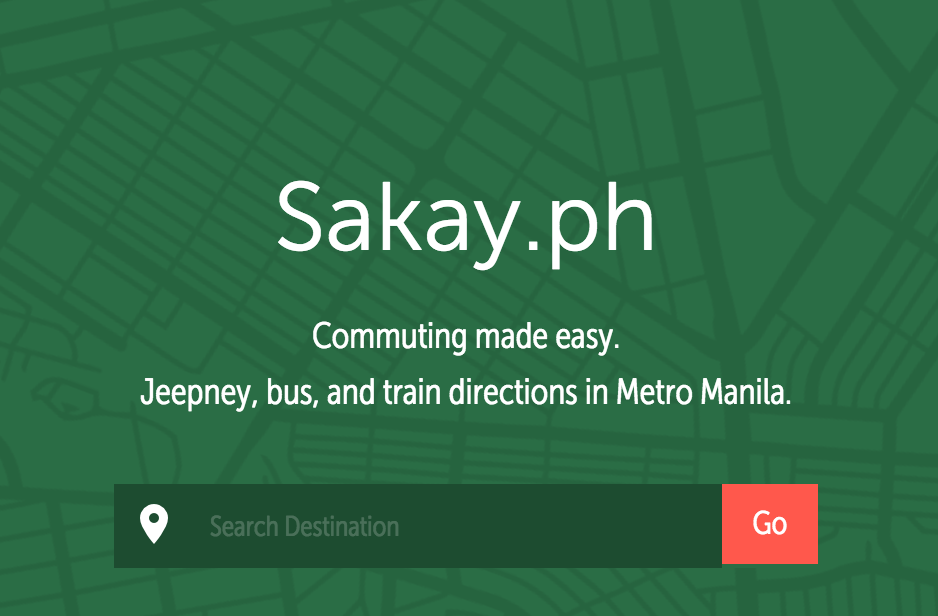 Sakay.ph
Commuting made easy.
Jeepney, bus, and train directions in Metro Manila.
Search Destination
Go